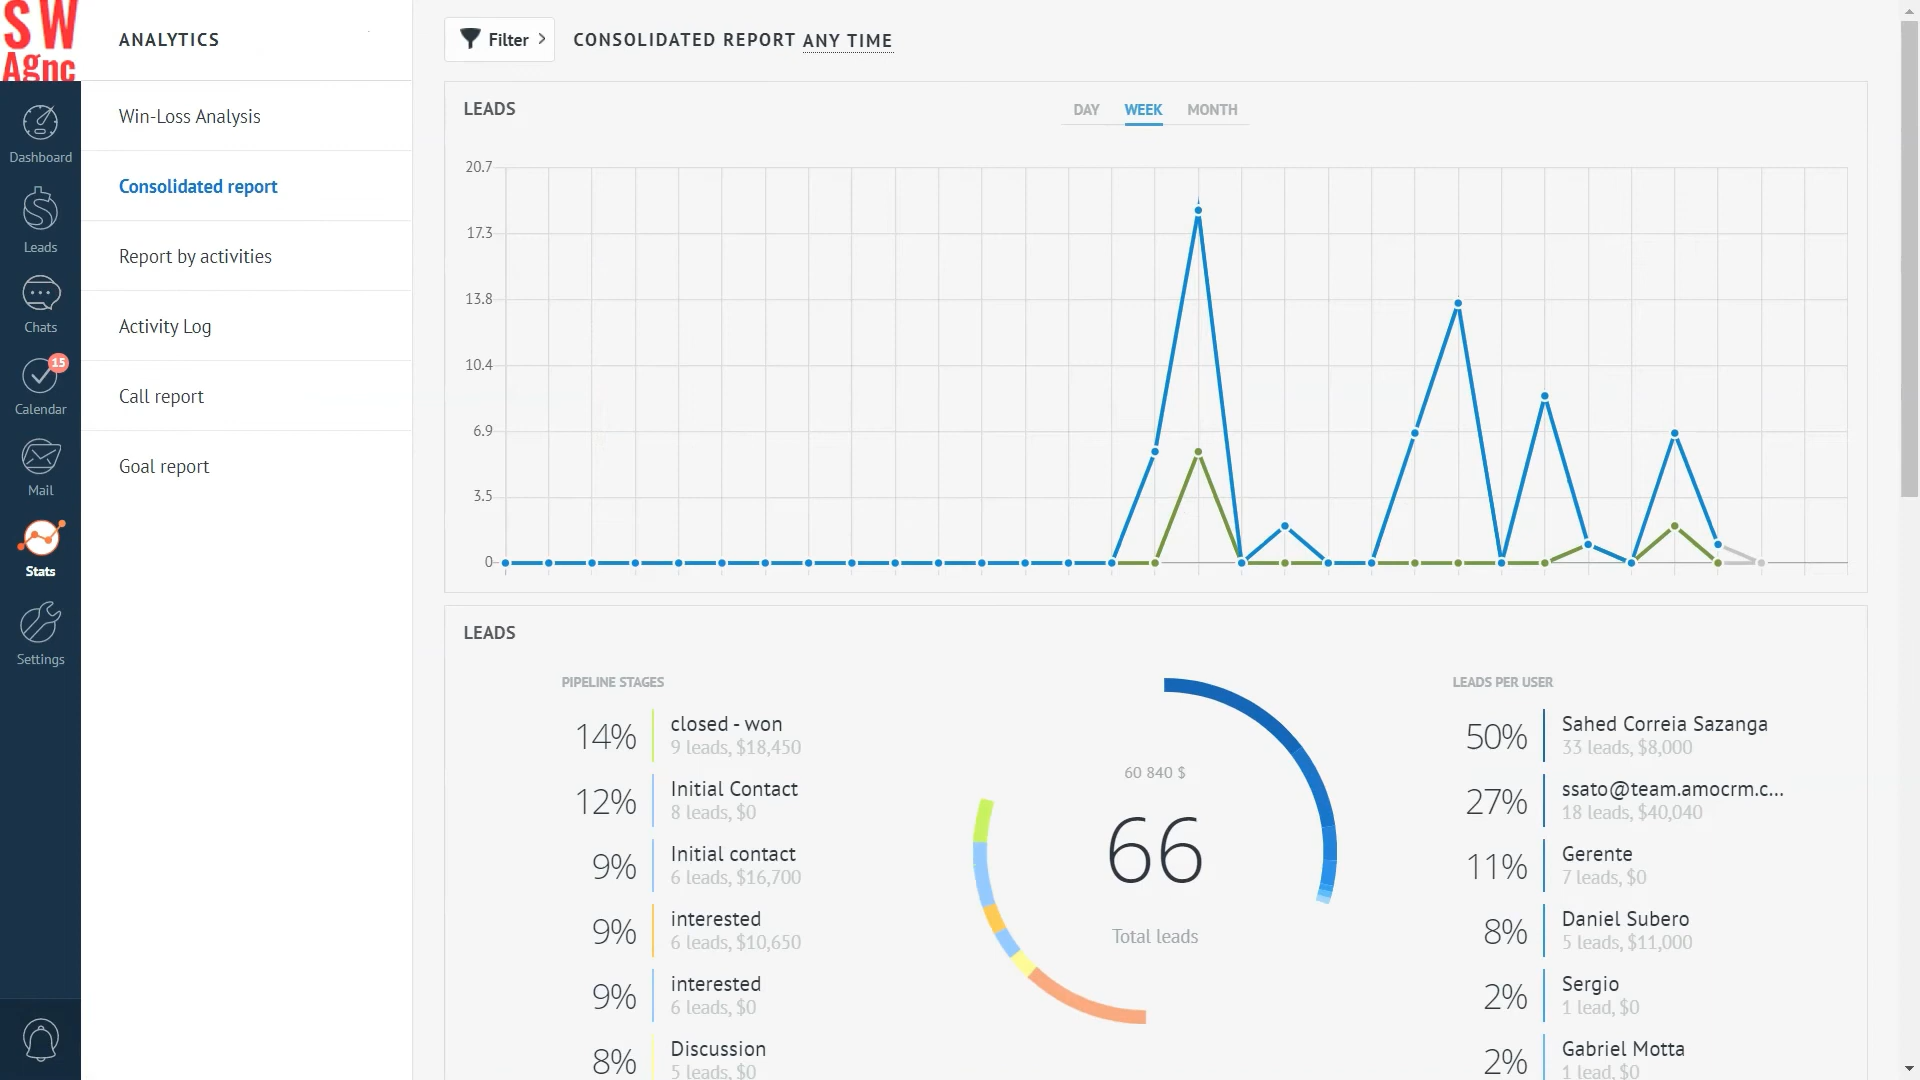 SW
Agnc
ANALYTICS
Filter
CONSOLIDATED REPORT ANY TIME
Dashboard
Leads
Chats
15
Calendar
Mail
Stats
Settings
Win-Loss Analysis
Consolidated report
Report by activities
Activity Log
Call report
Goal report
LEADS
DAY WEEK MONTH
20.7
17.3
13.8
10.4
6.9
3.5
0
LEADS
PIPELINE STAGES
14% closed - won
9 leads, $18,450
12% Initial Contact
8 leads, $0
9% Initial contact
6 leads, $16,700
9% interested
6 leads, $10,650
9% interested
6 leads, $0
8% Discussion
5 leads, $0
60 840 $
66
Total leads
LEADS PER USER
50% Sahed Correia Sazanga
33 leads, $8,000
27% ssato@team.amocrm.c...
18 leads, $40,040
11% Gerente
7 leads, $0
8% Daniel Subero
5 leads, $11,000
2% Sergio
1 lead, $0
2% Gabriel Motta
1 lead, $0